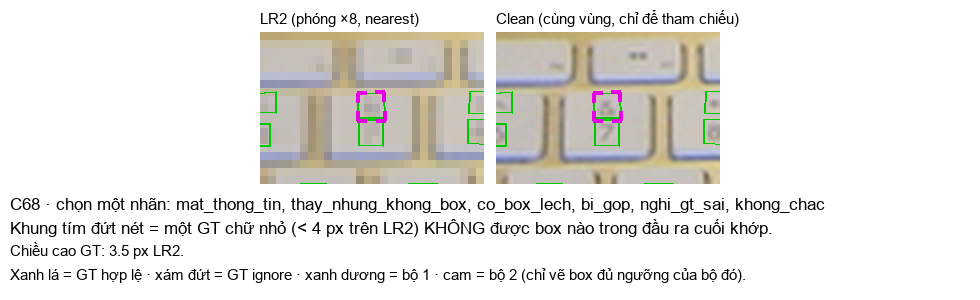 LR2 (phóng ×8, nearest) Clean (cùng vùng, chỉ để tham chiếu)
&
7
C68 · chọn một nhãn: mat_thong_tin, thay_nhung_khong_box, co_box_lech, bi_gop, nghi_gt_sai, khong_chac
Khung tím đứt nét = một GT chữ nhỏ (< 4 px trên LR2) KHÔNG được box nào trong đầu ra cuối khớp.
Chiều cao GT: 3.5 px LR2.
Xanh lá = GT hợp lệ · xám đứt = GT ignore · xanh dương = bộ 1 · cam = bộ 2 (chỉ vẽ box đủ ngưỡng của bộ đó).